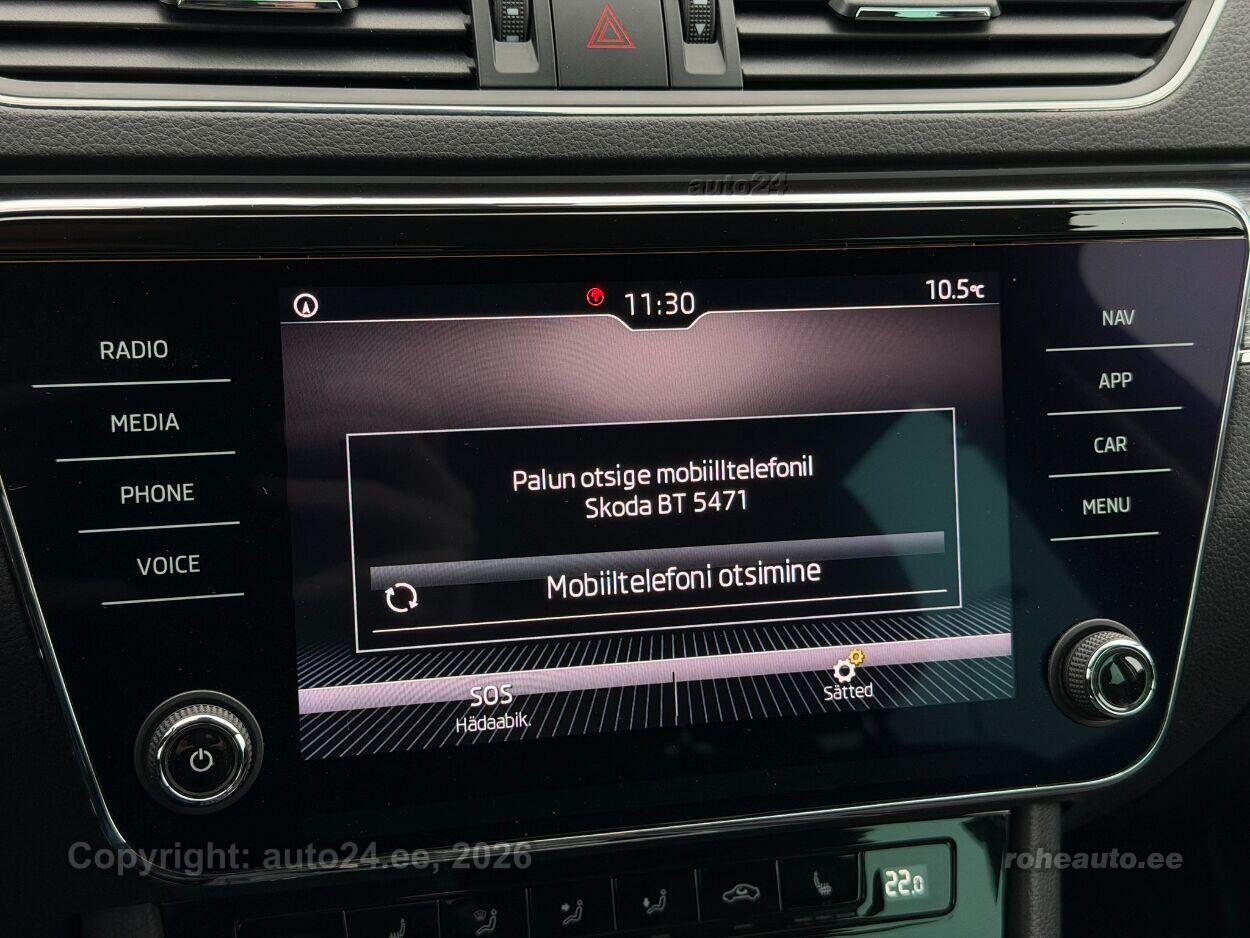 auto24
11:30
10.5°C
RADIO
MEDIA
PHONE
VOICE
NAV
APP
CAR
MENU
Palun otsige mobiilltelefonil
Skoda BT 5471
Mobiiltelefoni otsimine
SOS
Hädaabik.
Sätted
Copyright: auto24.ee, 2026
roheauto.ee
22.0